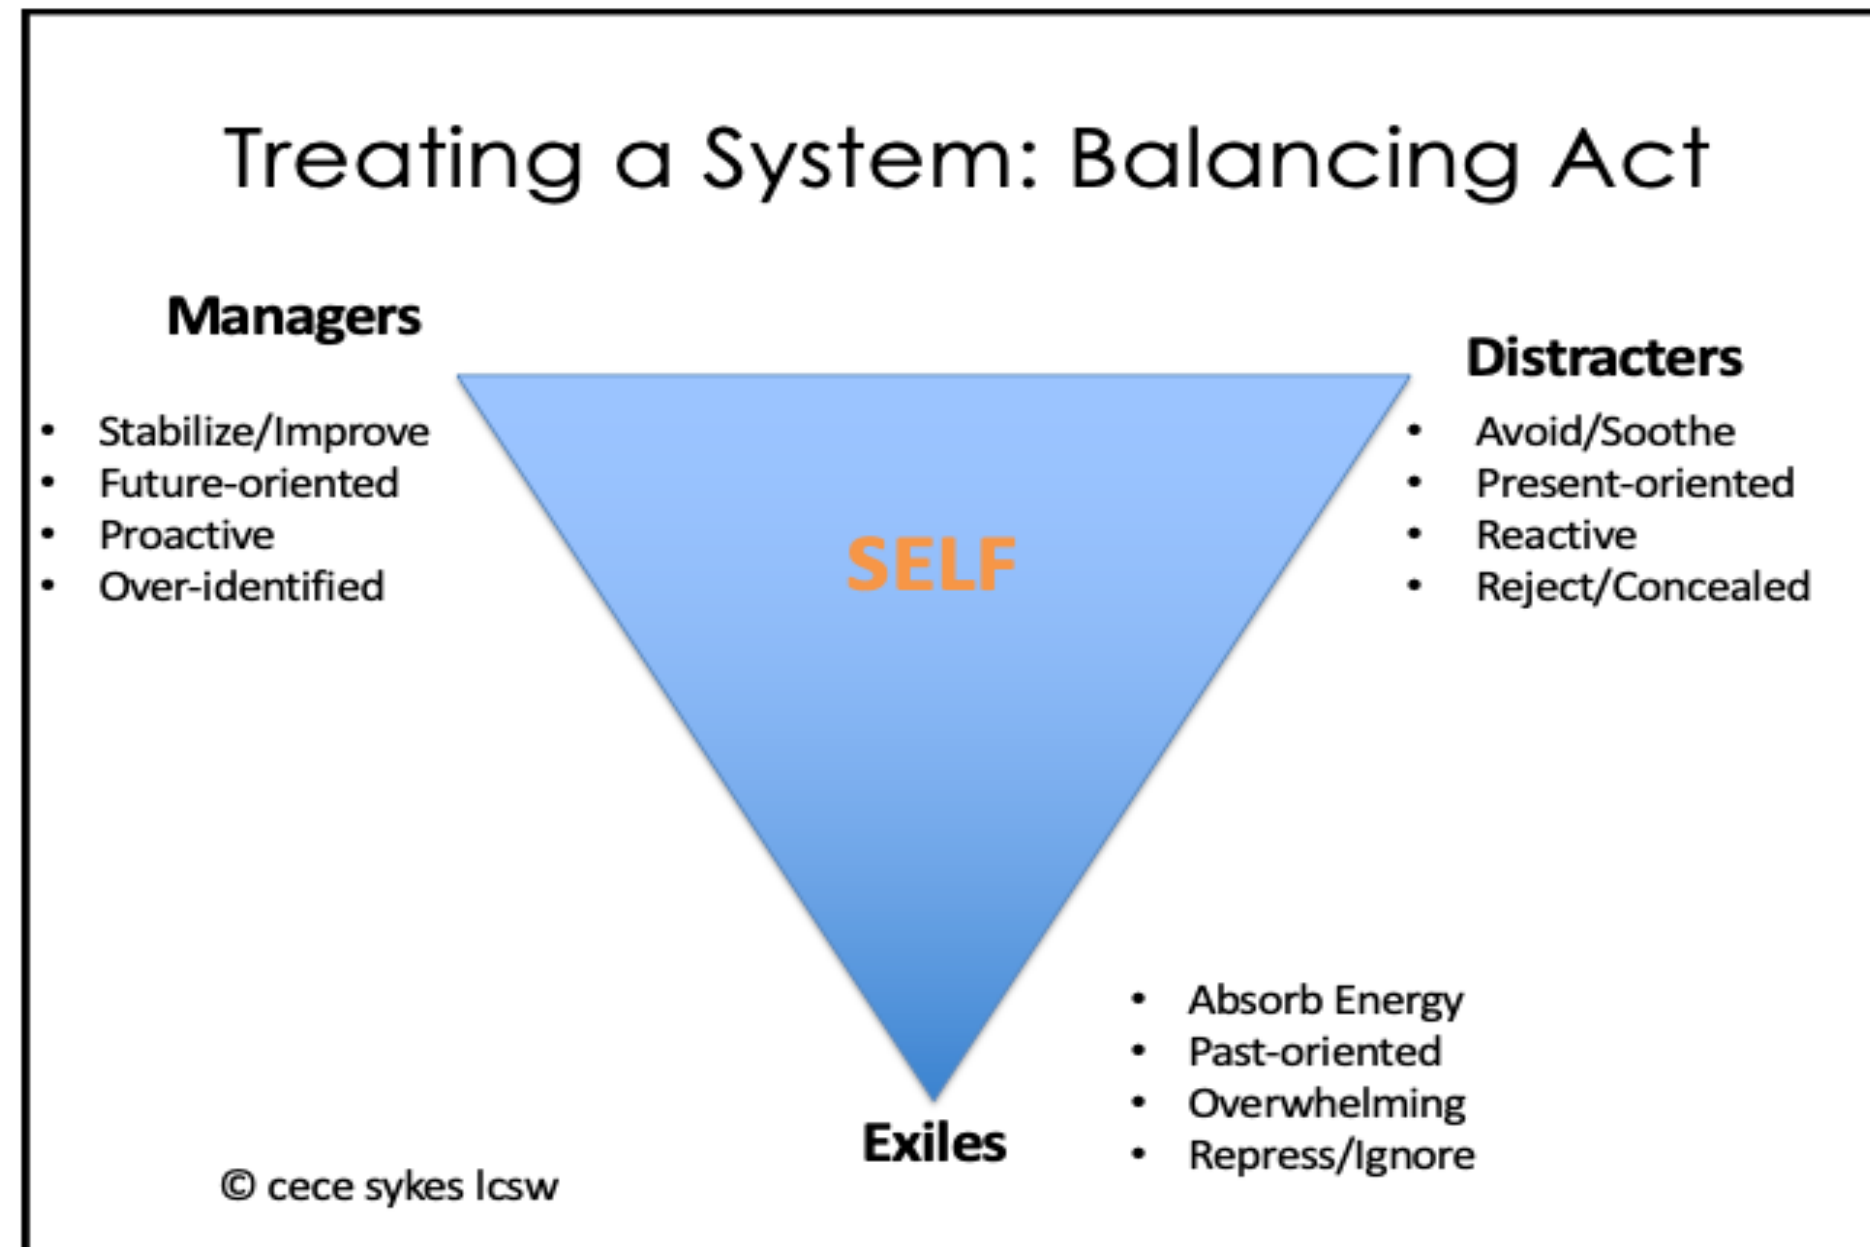 Treating a System: Balancing Act
Managers
• Stabilize/Improve
• Future-oriented
• Proactive
• Over-identified
Distracters
• Avoid/Soothe
• Present-oriented
• Reactive
• Reject/Concealed
SELF
Exiles
• Absorb Energy
• Past-oriented
• Overwhelming
• Repress/Ignore
© cece sykes lcsw